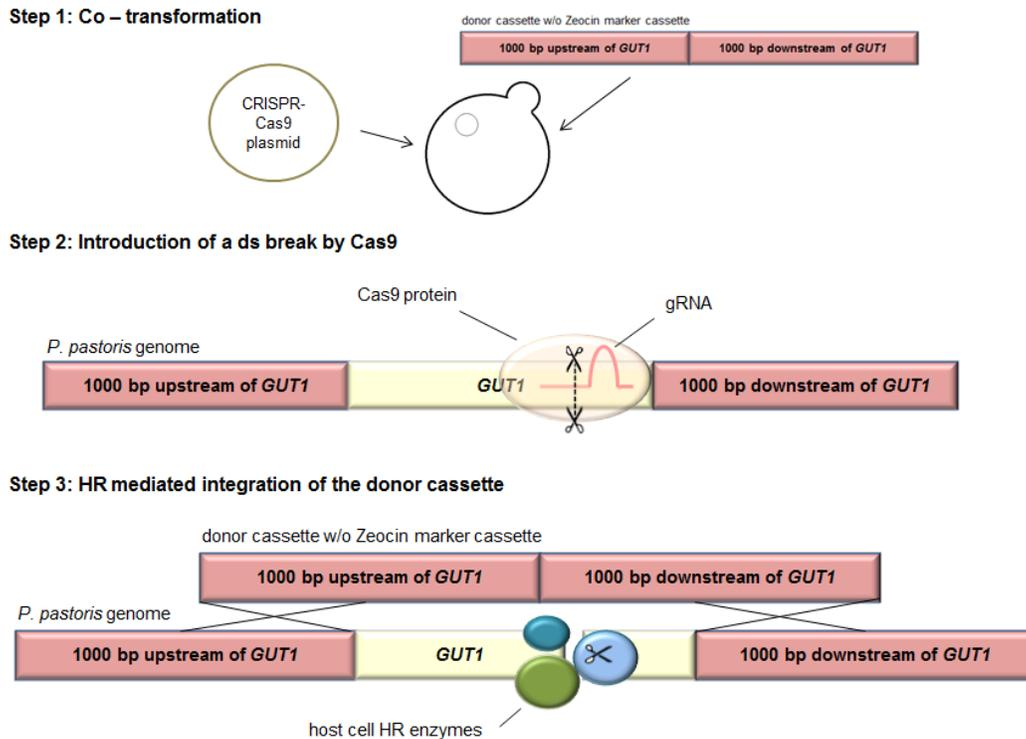 Step 1: Co – transformation
donor cassette w/o Zeocin marker cassette
1000 bp upstream of GUT1
1000 bp downstream of GUT1
CRISPR-
Cas9
plasmid
Step 2: Introduction of a ds break by Cas9
Cas9 protein
gRNA
P. pastoris genome
1000 bp upstream of GUT1
GUT1
1000 bp downstream of GUT1
Step 3: HR mediated integration of the donor cassette
donor cassette w/o Zeocin marker cassette
1000 bp upstream of GUT1
1000 bp downstream of GUT1
P. pastoris genome
1000 bp upstream of GUT1
GUT1
1000 bp downstream of GUT1
host cell HR enzymes